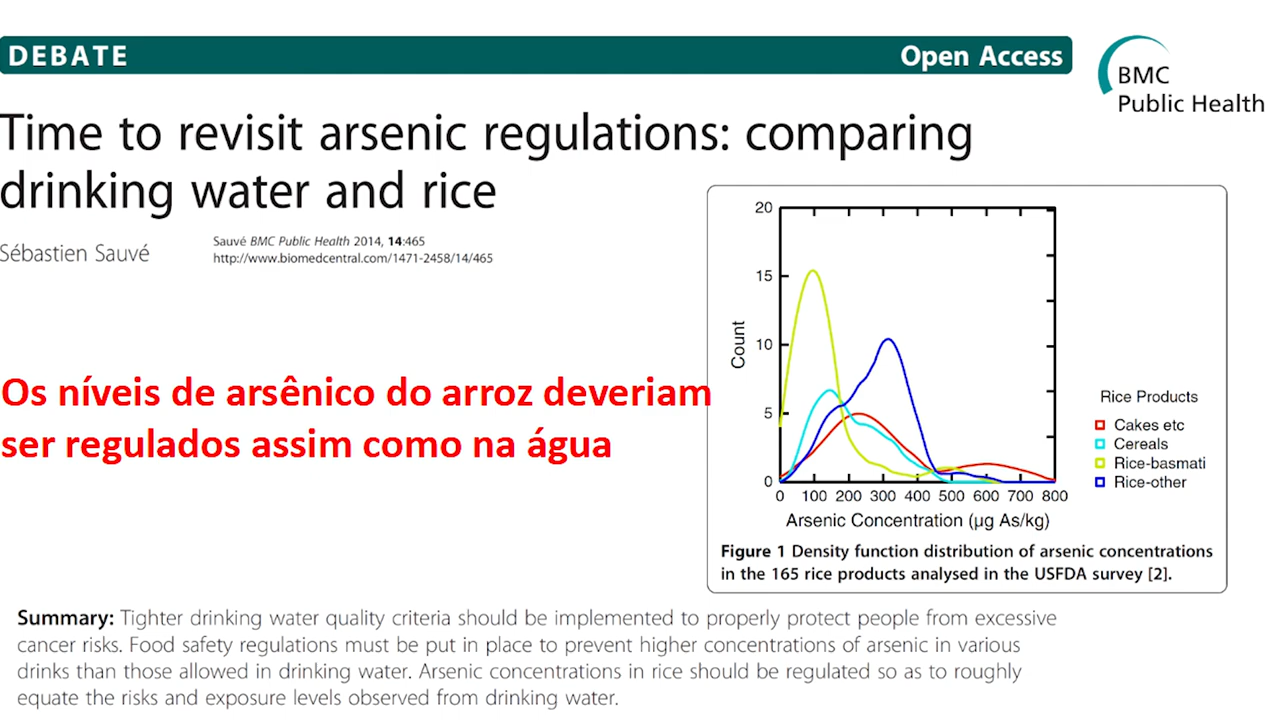 DEBATE
Open Access
BMC
Public Health
Time to revisit arsenic regulations: comparing
drinking water and rice
Sébastien Sauvé
Sauvé BMC Public Health 2014, 14:465
http://www.biomedcentral.com/1471-2458/14/465
Os níveis de arsênico do arroz deveriam
ser regulados assim como na água
20
15
10
5
0
Count
0 100 200 300 400 500 600 700 800
Arsenic Concentration (µg As/kg)
Rice Products
Cakes etc
Cereals
Rice-basmati
Rice-other
Figure 1 Density function distribution of arsenic concentrations
in the 165 rice products analysed in the USFDA survey [2].
Summary: Tighter drinking water quality criteria should be implemented to properly protect people from excessive
cancer risks. Food safety regulations must be put in place to prevent higher concentrations of arsenic in various
drinks than those allowed in drinking water. Arsenic concentrations in rice should be regulated so as to roughly
equate the risks and exposure levels observed from drinking water.